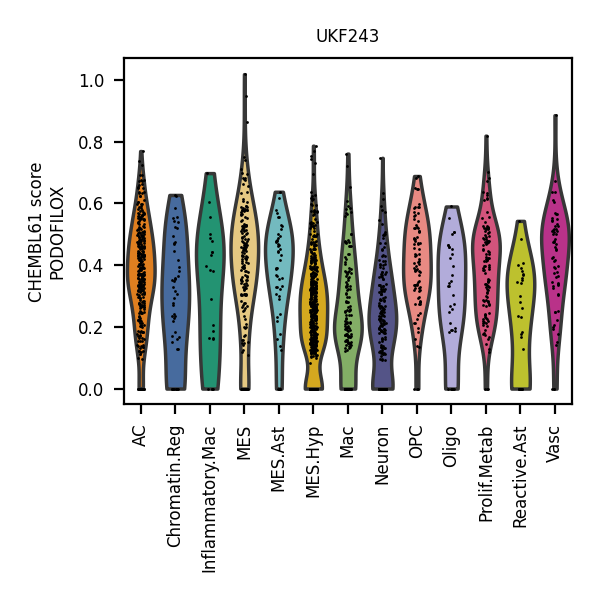 UKF243
CHEMBL61 score
PODOFILOX
1.0
0.8
0.6
0.4
0.2
0.0
AC
Chromatin.Reg
Inflammatory.Mac
MES
MES.Ast
MES.Hyp
Mac
Neuron
OPC
Oligo
Prolif.Metab
Reactive.Ast
Vasc